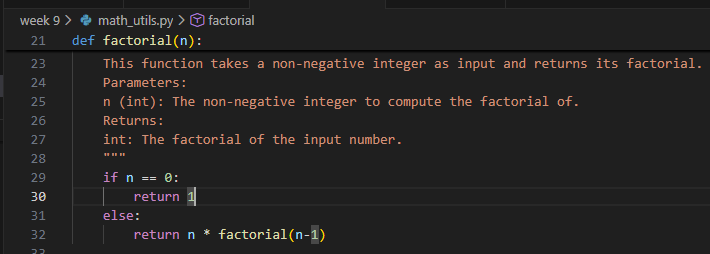 week 9 > math_utils.py > factorial
21 def factorial(n):
23 This function takes a non-negative integer as input and returns its factorial.
24 Parameters:
25 n (int): The non-negative integer to compute the factorial of.
26 Returns:
27 int: The factorial of the input number.
28 """
29 if n == 0:
30 return 1
31 else:
32 return n * factorial(n-1)
33